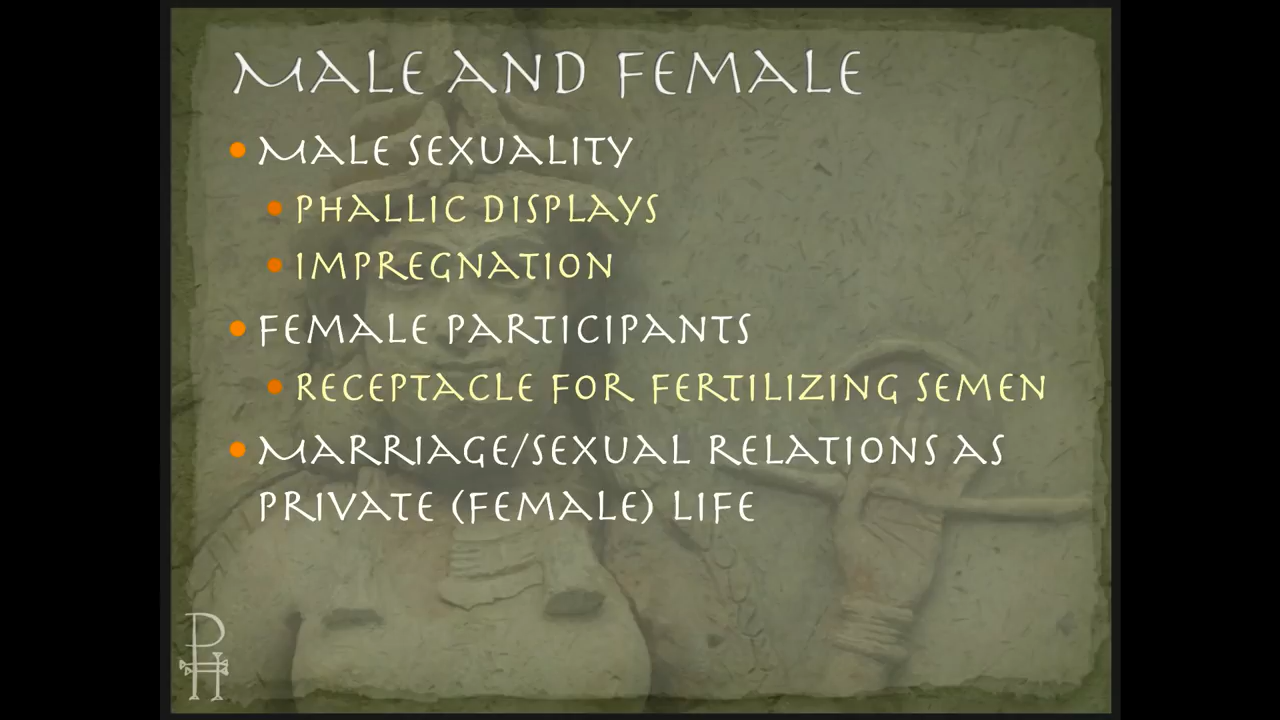 Male and Female
• Male sexuality
• Phallic displays
• Impregnation
• Female participants
• Receptacle for fertilizing semen
• Marriage/sexual relations as
private (female) life
PH